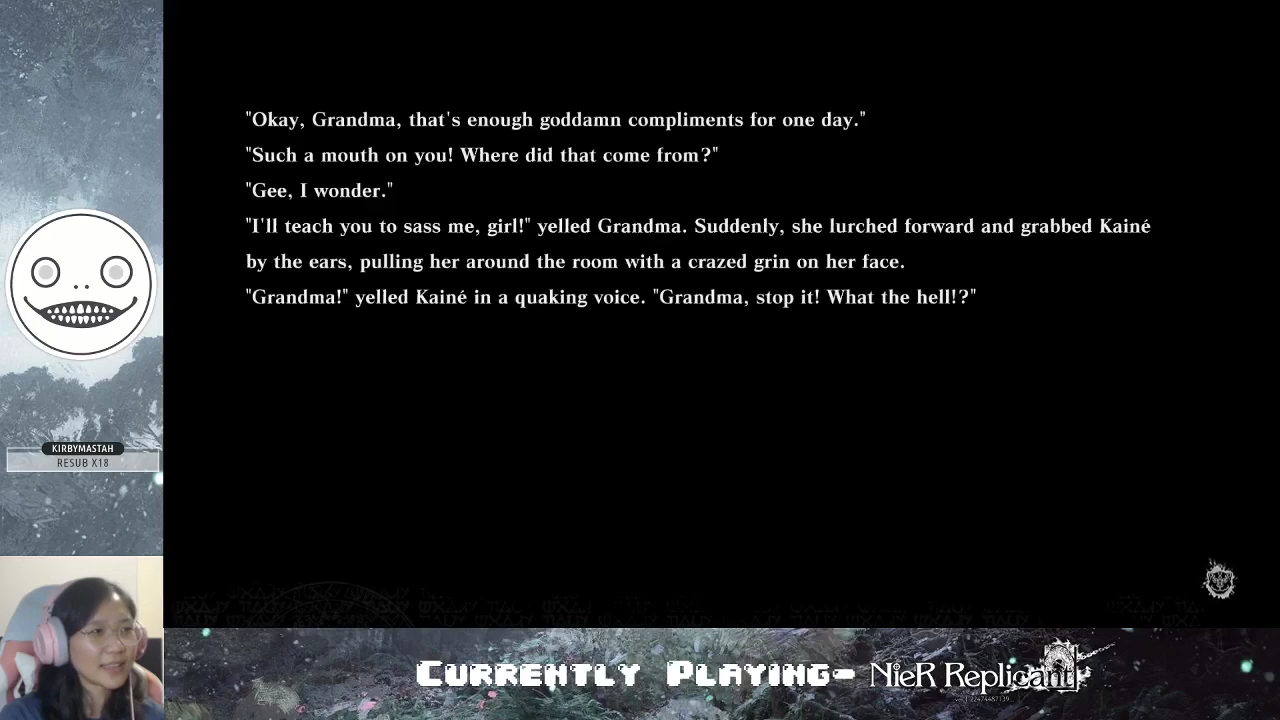 "Okay, Grandma, that's enough goddamn compliments for one day."
"Such a mouth on you! Where did that come from?"
"Gee, I wonder."
"I'll teach you to sass me, girl!" yelled Grandma. Suddenly, she lurched forward and grabbed Kainé
by the ears, pulling her around the room with a crazed grin on her face.
"Grandma!" yelled Kainé in a quaking voice. "Grandma, stop it! What the hell!?"
KIRBYMASTAH
RESUB X18
CURRENTLY PLAYING- NieR Replicant